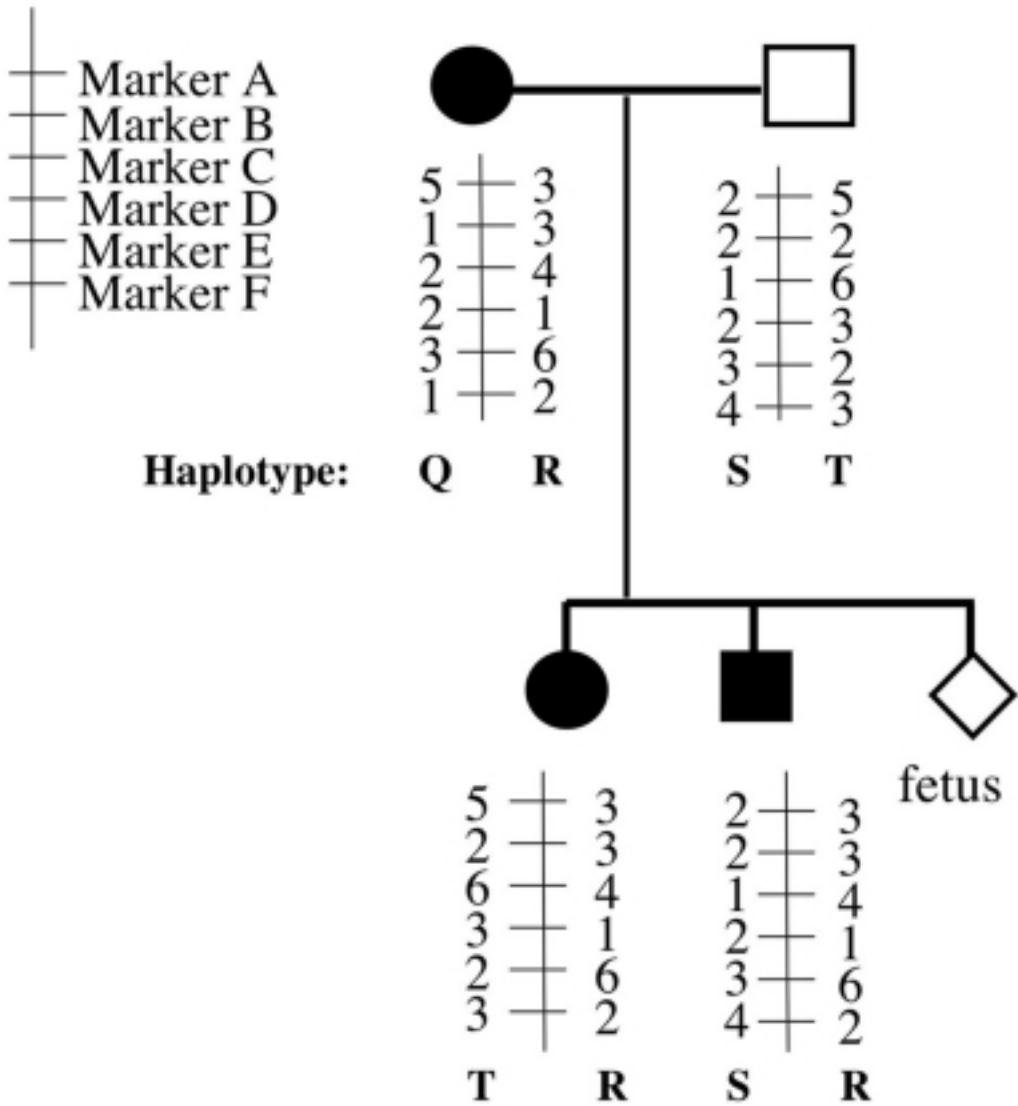 Marker A
Marker B
Marker C
Marker D
Marker E
Marker F
5 3
1 3
2 4
2 1
3 6
1 2
2 5
2 2
1 6
2 3
3 2
4 3
Haplotype: Q R S T
fetus
5 3
2 3
6 4
3 1
2 6
3 2
2 3
2 3
1 4
2 1
3 6
4 2
T R S R